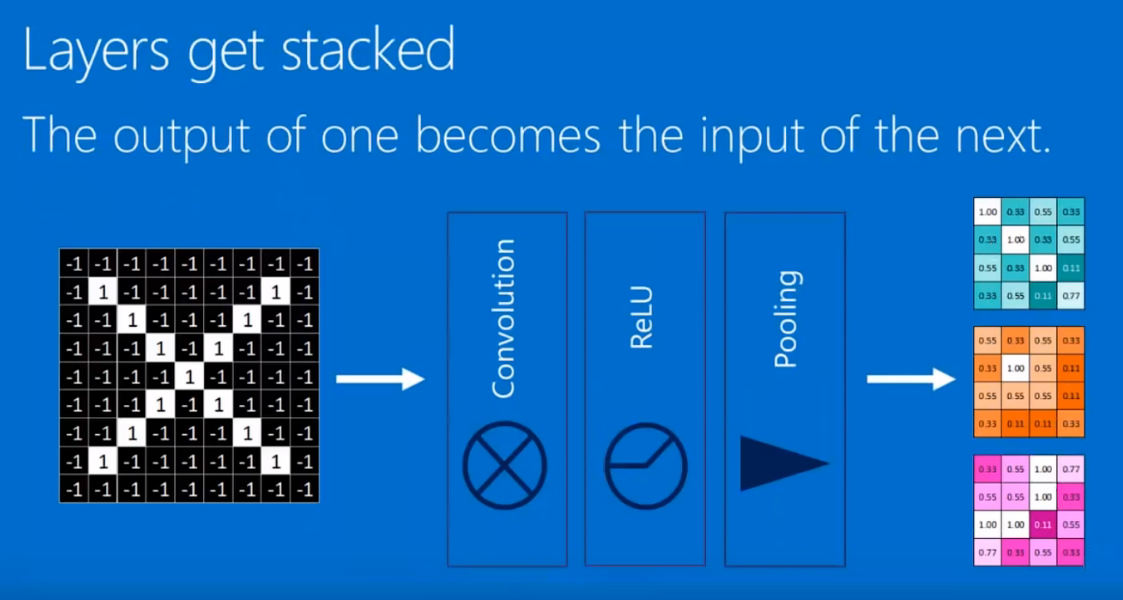 Layers get stacked
The output of one becomes the input of the next.
-1 -1 -1 -1 -1 -1 -1 -1 -1
-1 1 -1 -1 -1 -1 -1 1 -1
-1 -1 1 -1 -1 -1 1 -1 -1
-1 -1 -1 1 -1 1 -1 -1 -1
-1 -1 -1 -1 1 -1 -1 -1 -1
-1 -1 -1 1 -1 1 -1 -1 -1
-1 -1 1 -1 -1 -1 1 -1 -1
-1 1 -1 -1 -1 -1 -1 1 -1
-1 -1 -1 -1 -1 -1 -1 -1 -1
Convolution
ReLU
Pooling
1.00 0.33 0.55 0.33
0.33 1.00 0.33 0.55
0.55 0.33 1.00 0.11
0.33 0.55 0.11 0.77
0.55 0.33 0.55 0.33
0.33 1.00 0.55 0.11
0.55 0.55 0.55 0.11
0.33 0.11 0.11 0.33
0.33 0.55 1.00 0.77
0.55 0.55 1.00 0.33
1.00 1.00 0.11 0.55
0.77 0.33 0.55 0.33